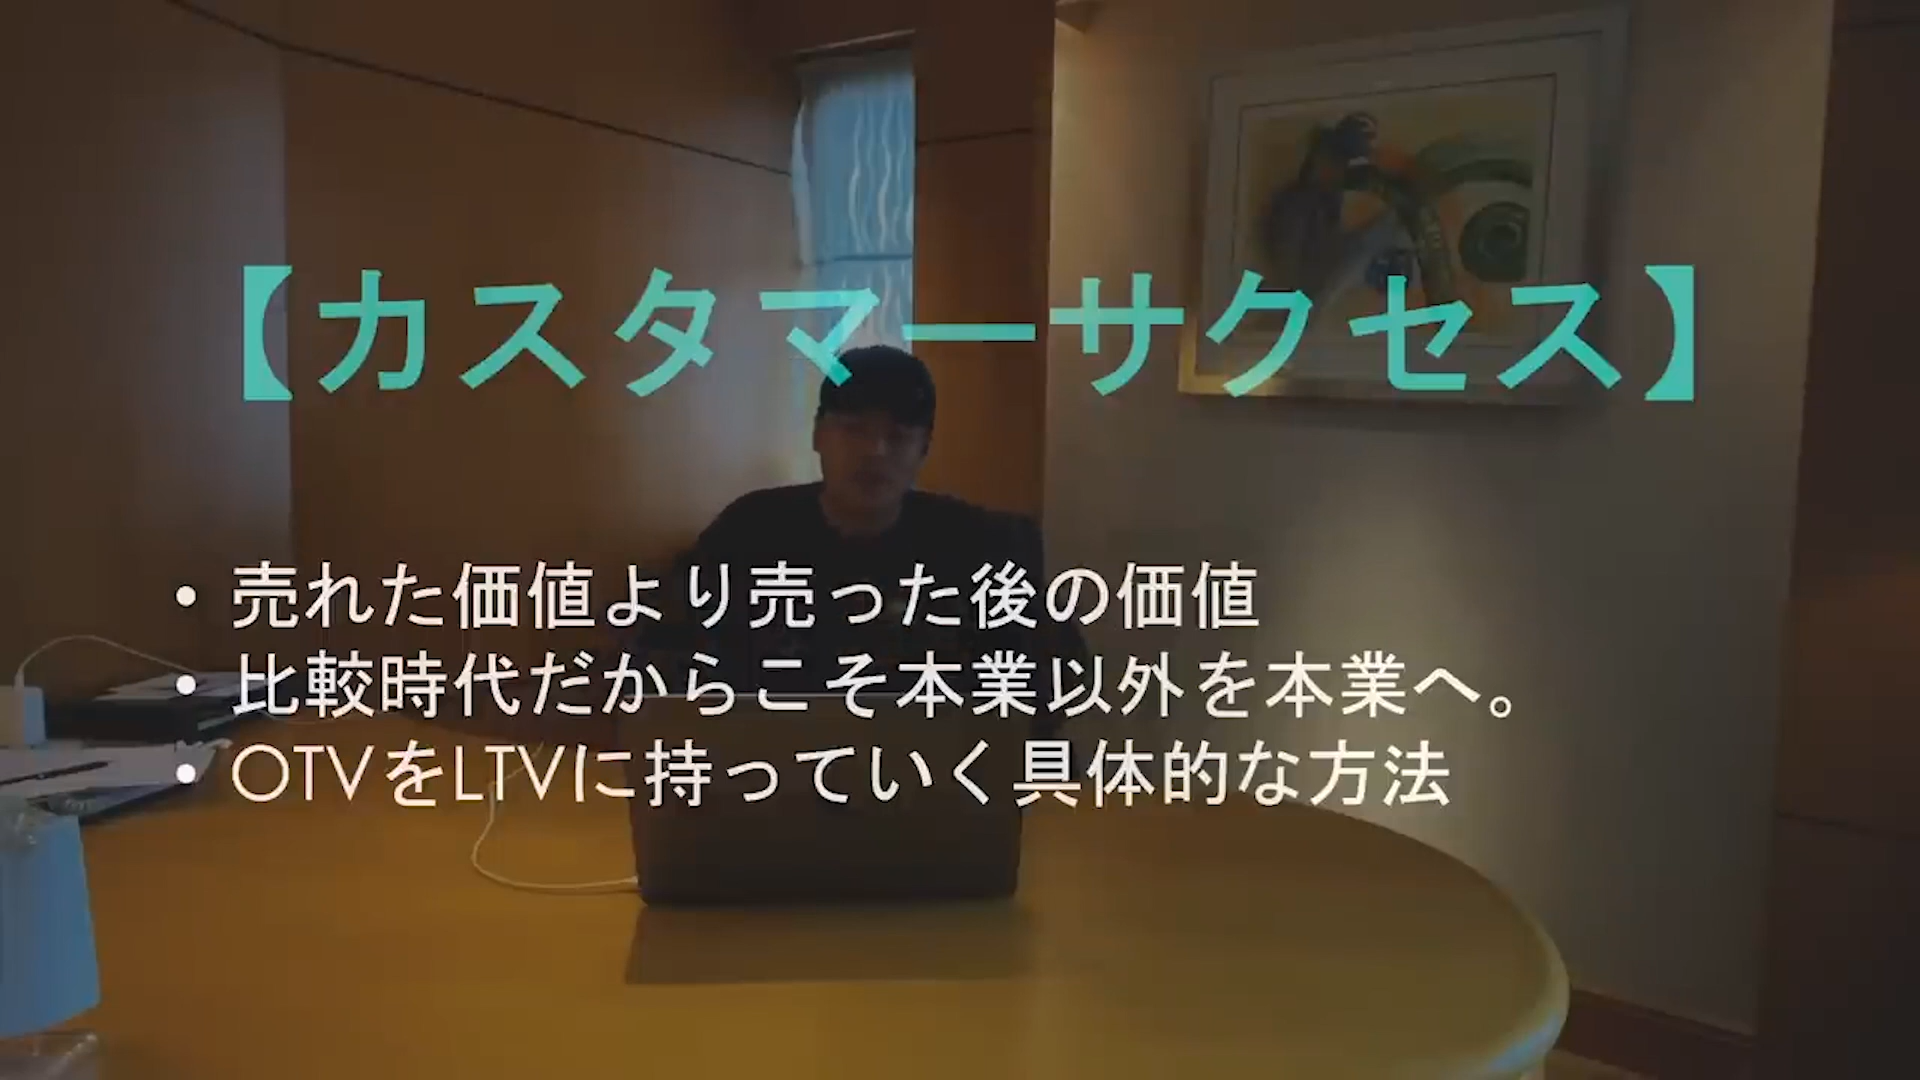 【カスタマーサクセス】
・売れた価値より売った後の価値
・比較時代だからこそ本業以外を本業へ。
・OTVをLTVに持っていく具体的な方法